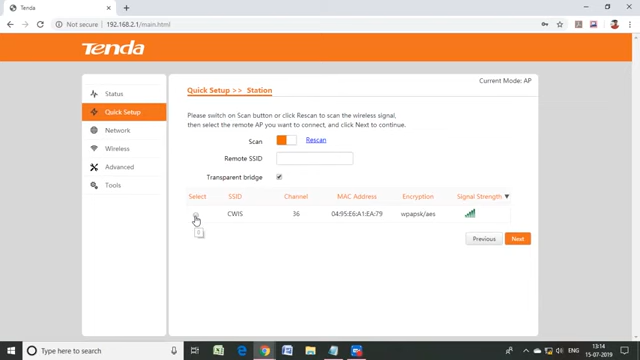 Tenda
Not secure | 192.168.2.1/main.html
Tenda
Current Mode: AP
Status
Quick Setup
Network
Wireless
Advanced
Tools
Quick Setup >> Station
Please switch on Scan button or click Rescan to scan the wireless signal,
then select the remote AP you want to connect, and click Next to continue.
Scan Rescan
Remote SSID
Transparent bridge
Select SSID Channel MAC Address Encryption Signal Strength
CWIS 36 04:95:E6:A1:EA:79 wpapsk/aes
0
Previous Next
Type here to search
ENG
13:14
15-07-2019